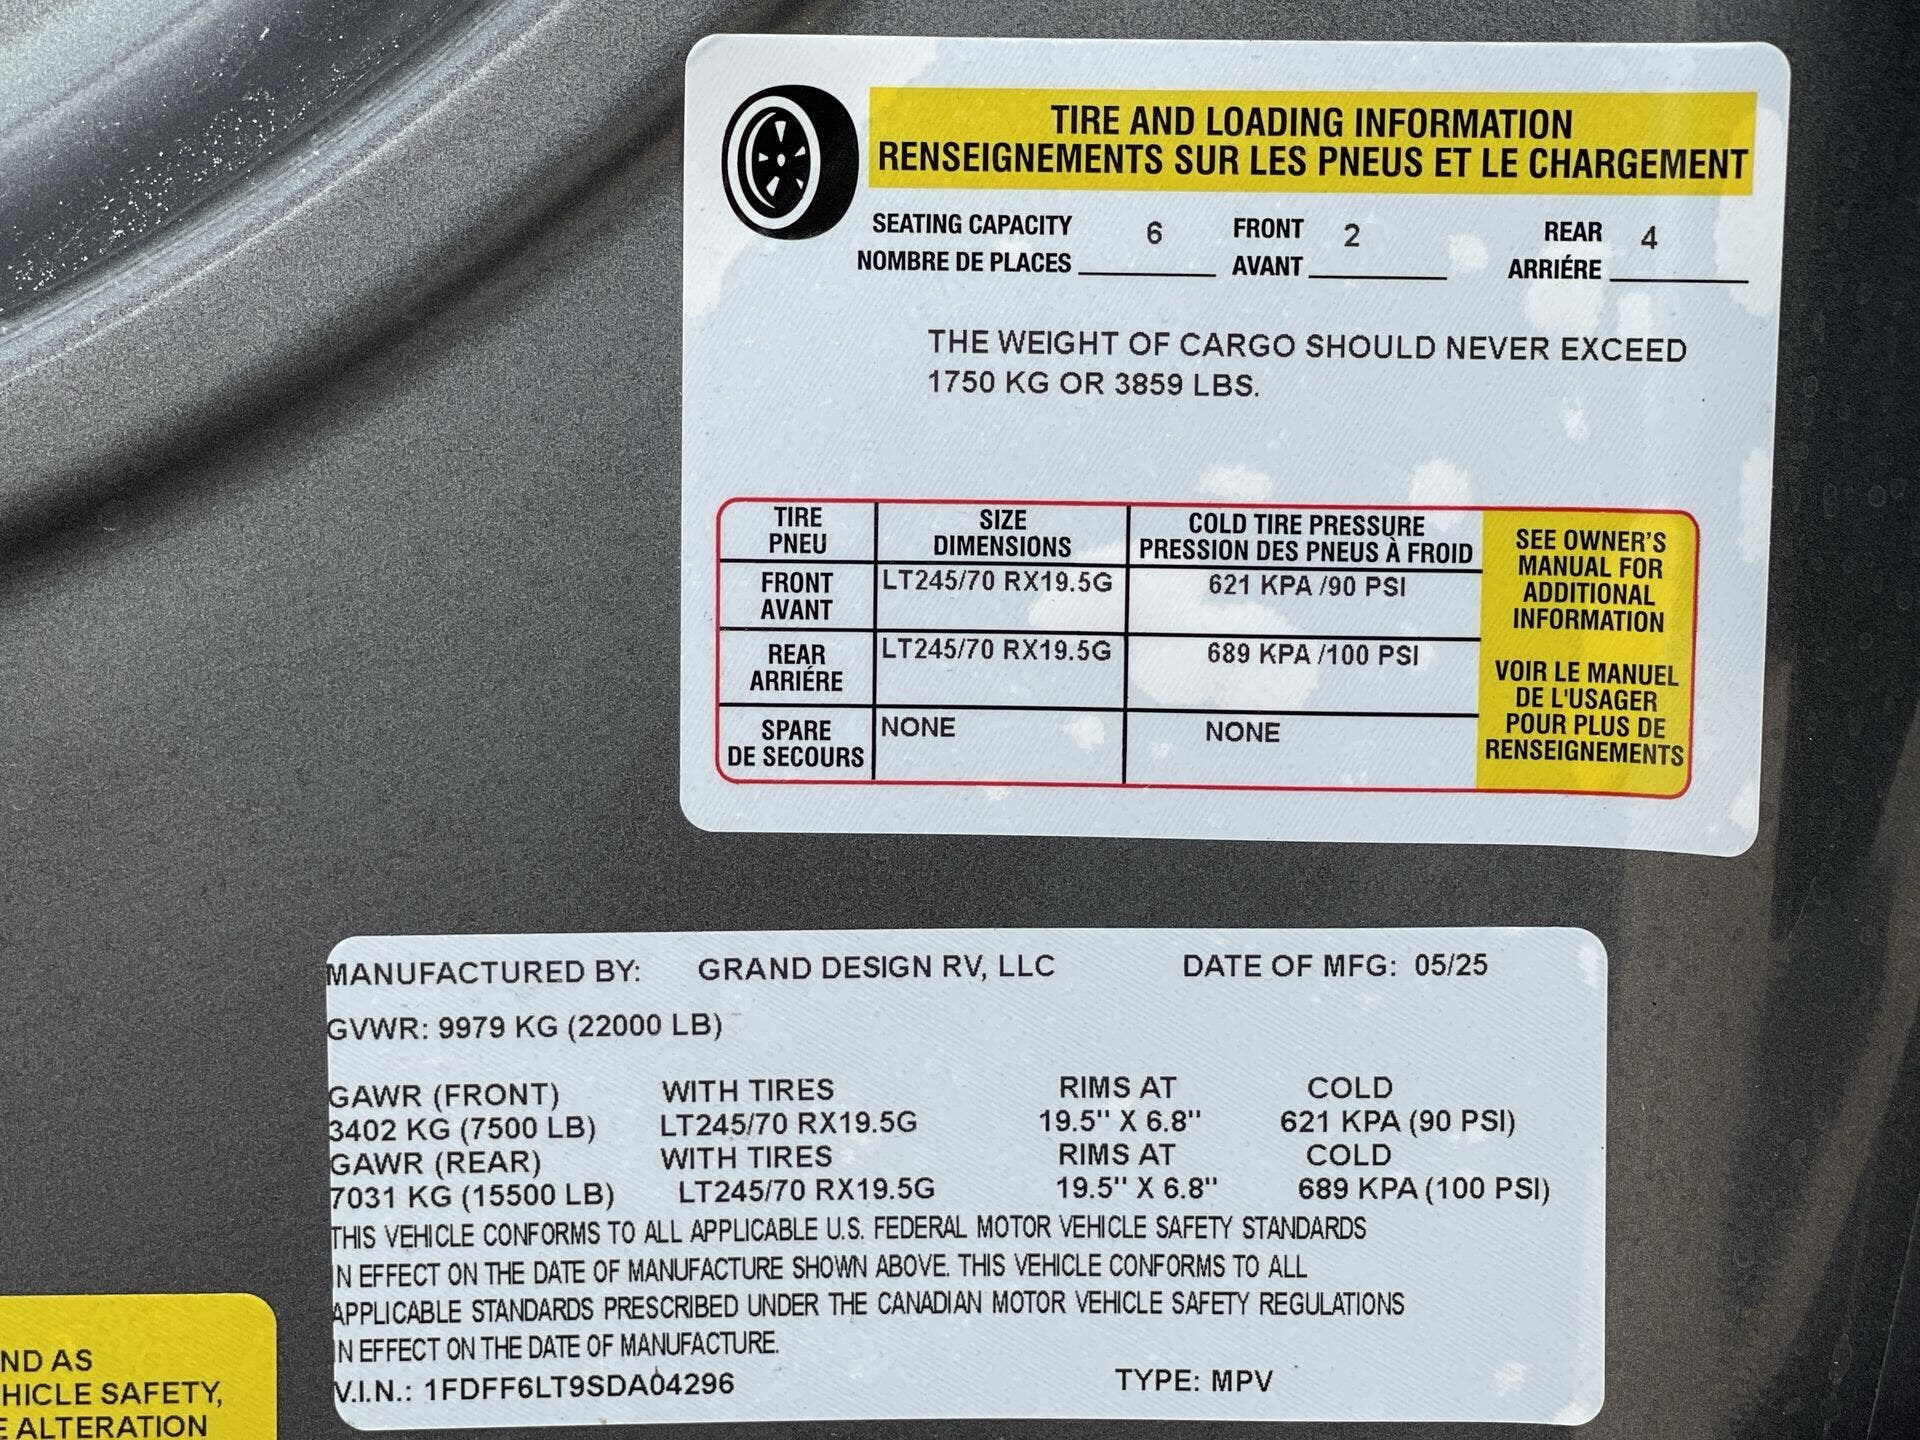 TIRE AND LOADING INFORMATION
RENSEIGNEMENTS SUR LES PNEUS ET LE CHARGEMENT
SEATING CAPACITY 6 FRONT 2 REAR 4
NOMBRE DE PLACES AVANT ARRIÉRE
THE WEIGHT OF CARGO SHOULD NEVER EXCEED
1750 KG OR 3859 LBS.
TIRE SIZE COLD TIRE PRESSURE
PNEU DIMENSIONS PRESSION DES PNEUS À FROID
FRONT LT245/70 RX19.5G 621 KPA /90 PSI
AVANT
REAR LT245/70 RX19.5G 689 KPA /100 PSI
ARRIÉRE
SPARE NONE NONE
DE SECOURS
SEE OWNER'S
MANUAL FOR
ADDITIONAL
INFORMATION
VOIR LE MANUEL
DE L'USAGER
POUR PLUS DE
RENSEIGNEMENTS
MANUFACTURED BY: GRAND DESIGN RV, LLC DATE OF MFG: 05/25
GVWR: 9979 KG (22000 LB)
GAWR (FRONT) WITH TIRES RIMS AT COLD
3402 KG (7500 LB) LT245/70 RX19.5G 19.5" X 6.8" 621 KPA (90 PSI)
GAWR (REAR) WITH TIRES RIMS AT COLD
7031 KG (15500 LB) LT245/70 RX19.5G 19.5" X 6.8" 689 KPA (100 PSI)
THIS VEHICLE CONFORMS TO ALL APPLICABLE U.S. FEDERAL MOTOR VEHICLE SAFETY STANDARDS
IN EFFECT ON THE DATE OF MANUFACTURE SHOWN ABOVE. THIS VEHICLE CONFORMS TO ALL
APPLICABLE STANDARDS PRESCRIBED UNDER THE CANADIAN MOTOR VEHICLE SAFETY REGULATIONS
IN EFFECT ON THE DATE OF MANUFACTURE.
V.I.N.: 1FDFF6LT9SDA04296 TYPE: MPV
ND AS
HICLE SAFETY,
E ALTERATION